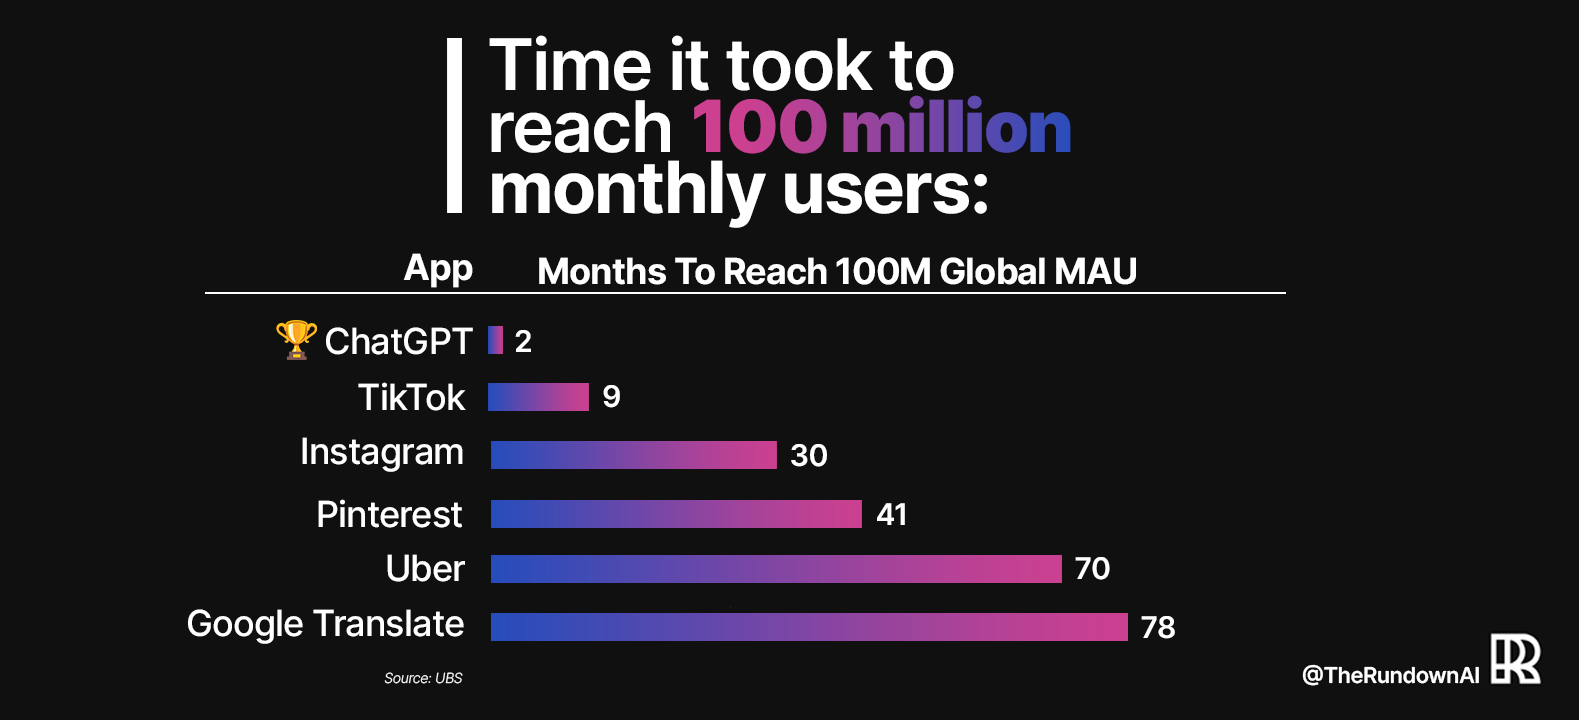 Time it took to
reach 100 million
monthly users:
App Months To Reach 100M Global MAU
🏆 ChatGPT 2
TikTok 9
Instagram 30
Pinterest 41
Uber 70
Google Translate 78
Source: UBS
@TheRundownAI